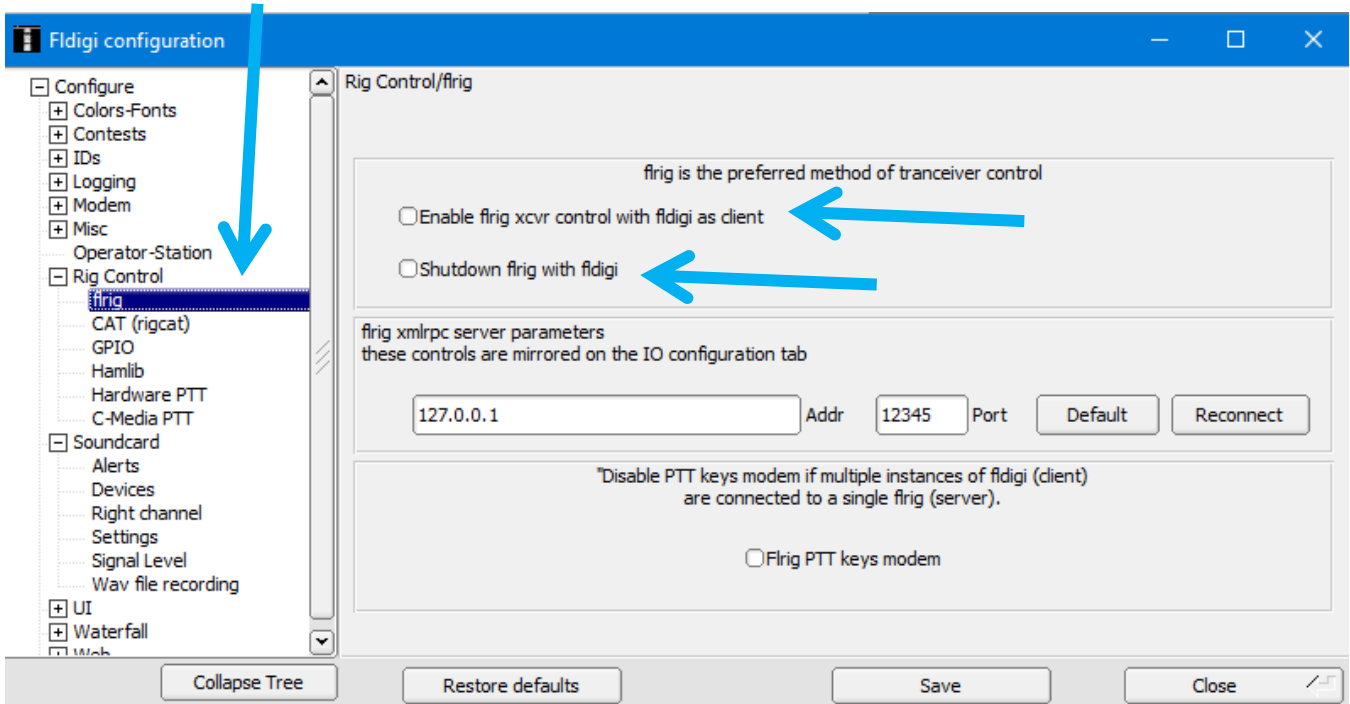 Fldigi configuration
Configure
Colors-Fonts
Contests
IDs
Logging
Modem
Misc
Operator-Station
Rig Control
flrig
CAT (rigcat)
GPIO
Hamlib
Hardware PTT
C-Media PTT
Soundcard
Alerts
Devices
Right channel
Settings
Signal Level
Wav file recording
UI
Waterfall
Web
Collapse Tree
Rig Control/flrig
flrig is the preferred method of tranceiver control
Enable flrig xcvr control with fldigi as client
Shutdown flrig with fldigi
flrig xmlrpc server parameters
these controls are mirrored on the IO configuration tab
127.0.0.1 Addr 12345 Port Default Reconnect
"Disable PTT keys modem if multiple instances of fldigi (client)
are connected to a single flrig (server).
Flrig PTT keys modem
Restore defaults Save Close